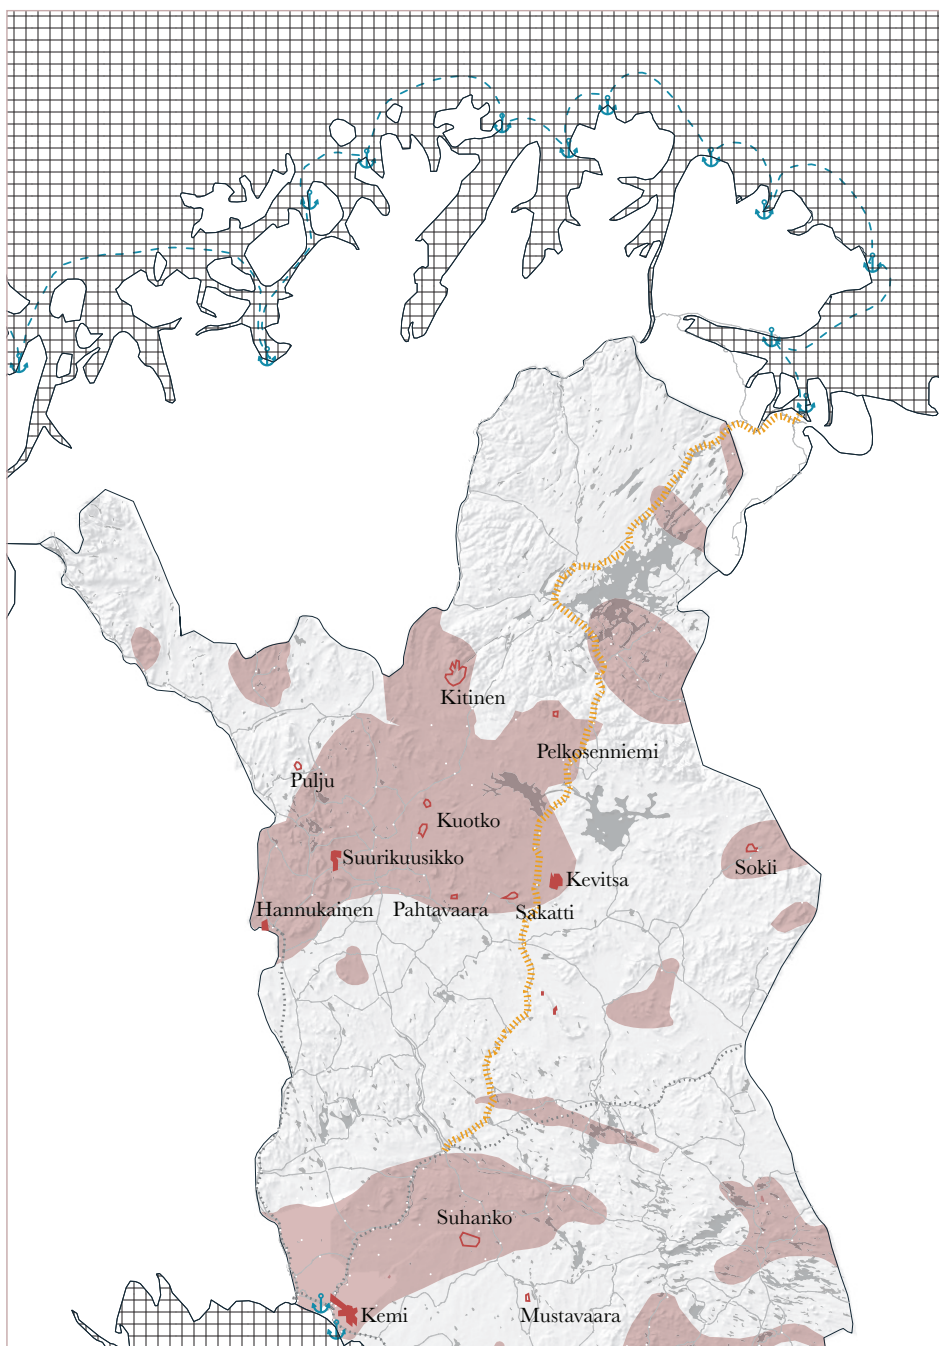 Kitinen
Pelkosenniemi
Pulju
Kuotko
Suurikuusikko
Sokli
Kevitsa
Hannukainen
Pahtavaara
Sakatti
Suhanko
Kemi
Mustavaara